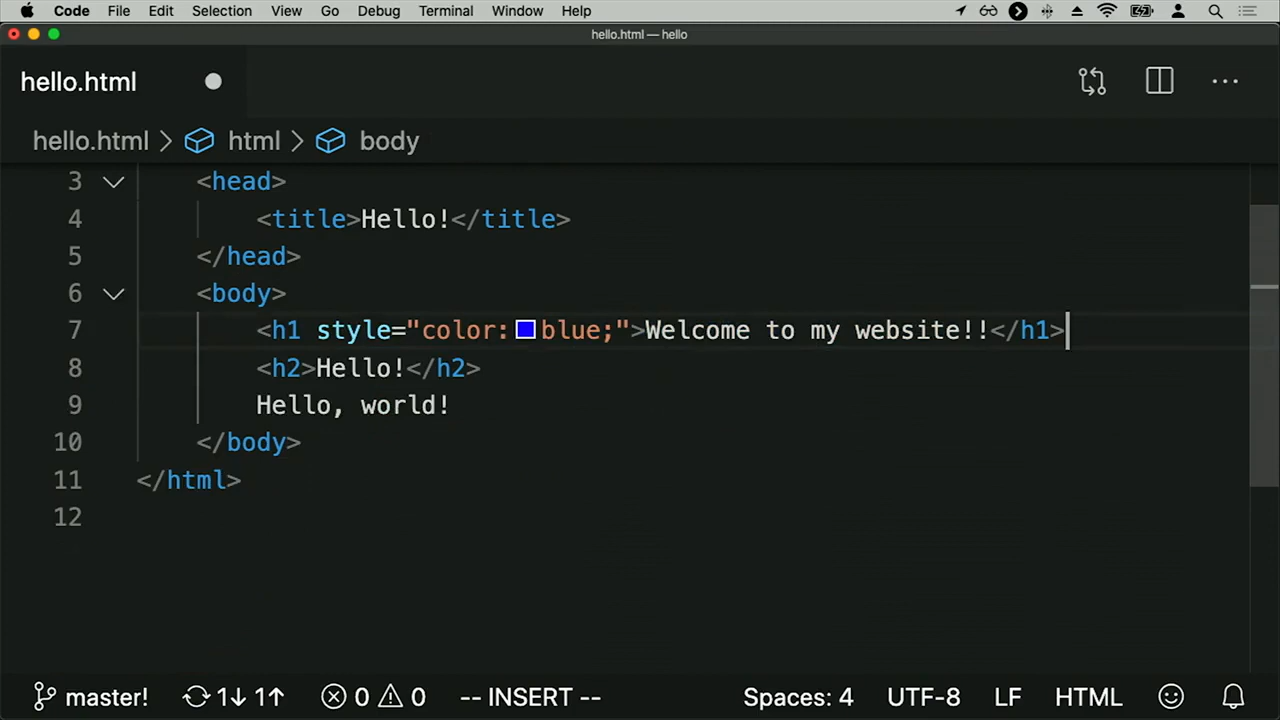 Code File Edit Selection View Go Debug Terminal Window Help
hello.html — hello
hello.html
hello.html > html > body
3 <head>
4 <title>Hello!</title>
5 </head>
6 <body>
7 <h1 style="color:blue;">Welcome to my website!!</h1>
8 <h2>Hello!</h2>
9 Hello, world!
10 </body>
11 </html>
12
master! 1↓ 1↑ 0 0 -- INSERT -- Spaces: 4 UTF-8 LF HTML